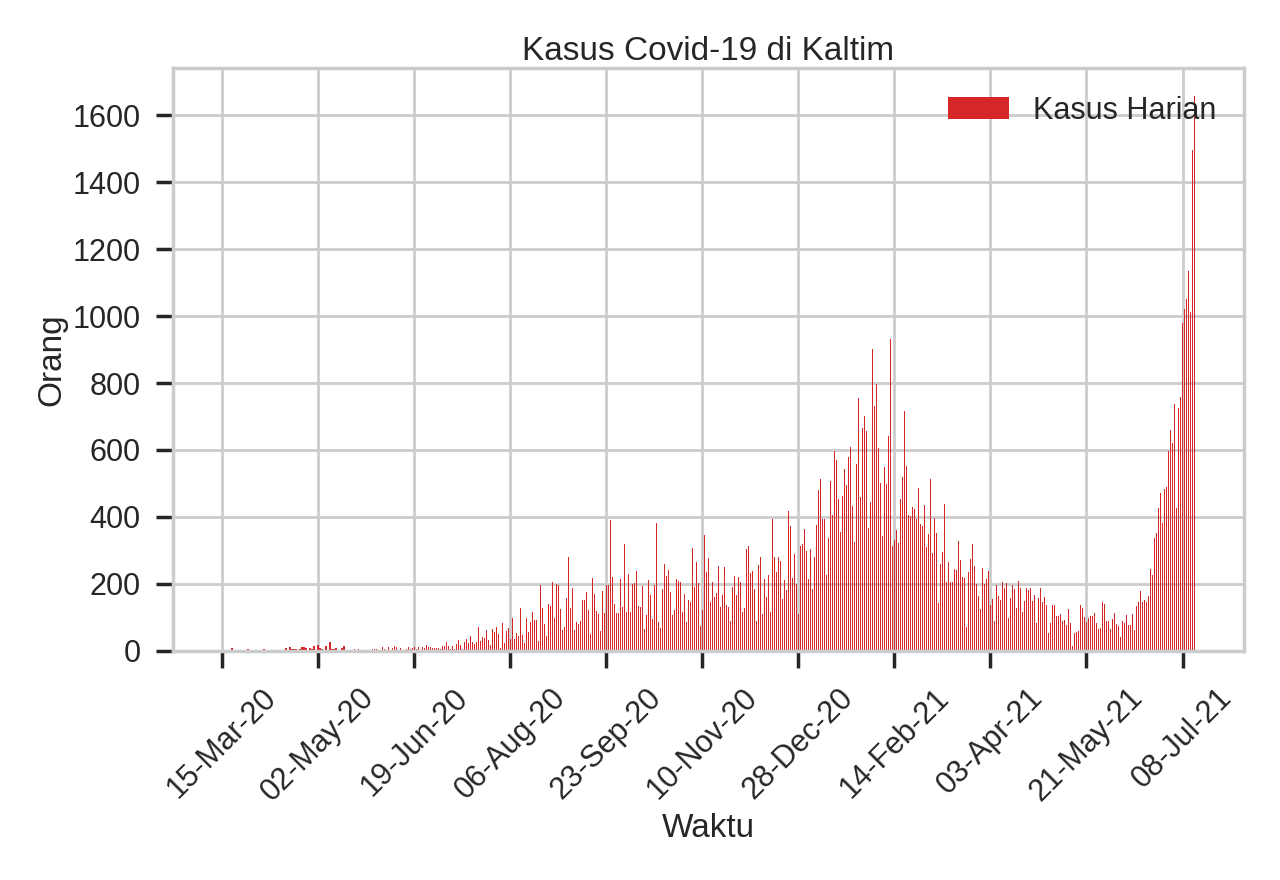 Kasus Covid-19 di Kaltim
Kasus Harian
Orang
1600
1400
1200
1000
800
600
400
200
0
15-Mar-20
02-May-20
19-Jun-20
06-Aug-20
23-Sep-20
10-Nov-20
28-Dec-20
14-Feb-21
03-Apr-21
21-May-21
08-Jul-21
Waktu